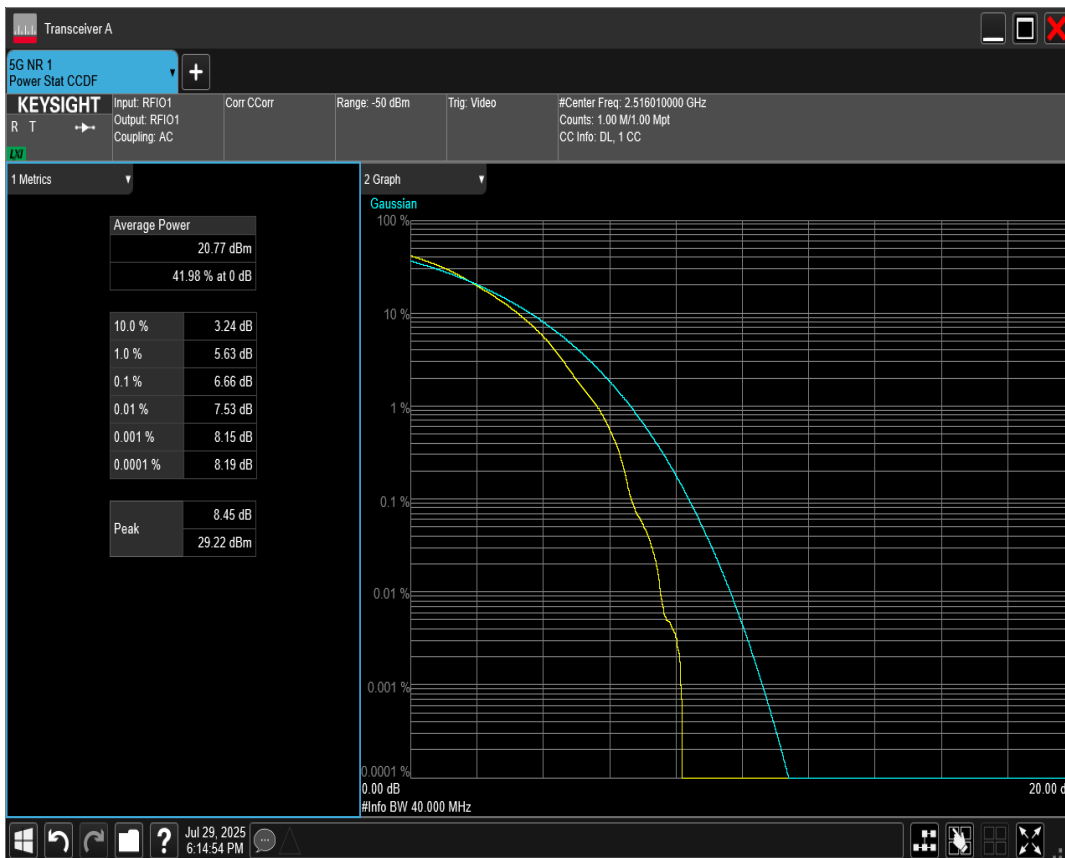 Transceiver A
5G NR 1
Power Stat CCDF
+
KEYSIGHT
R T
LXI
Input: RFIO1
Output: RFIO1
Coupling: AC
Corr CCorr
Range: -50 dBm
Trig: Video
#Center Freq: 2.516010000 GHz
Counts: 1.00 M/1.00 Mpt
CC Info: DL, 1 CC
1 Metrics
Average Power
20.77 dBm
41.98 % at 0 dB
10.0 % 3.24 dB
1.0 % 5.63 dB
0.1 % 6.66 dB
0.01 % 7.53 dB
0.001 % 8.15 dB
0.0001 % 8.19 dB
Peak
8.45 dB
29.22 dBm
2 Graph
Gaussian
100 %
10 %
1 %
0.1 %
0.01 %
0.001 %
0.0001 %
0.00 dB
20.00 d
#Info BW 40.000 MHz
?
Jul 29, 2025
6:14:54 PM